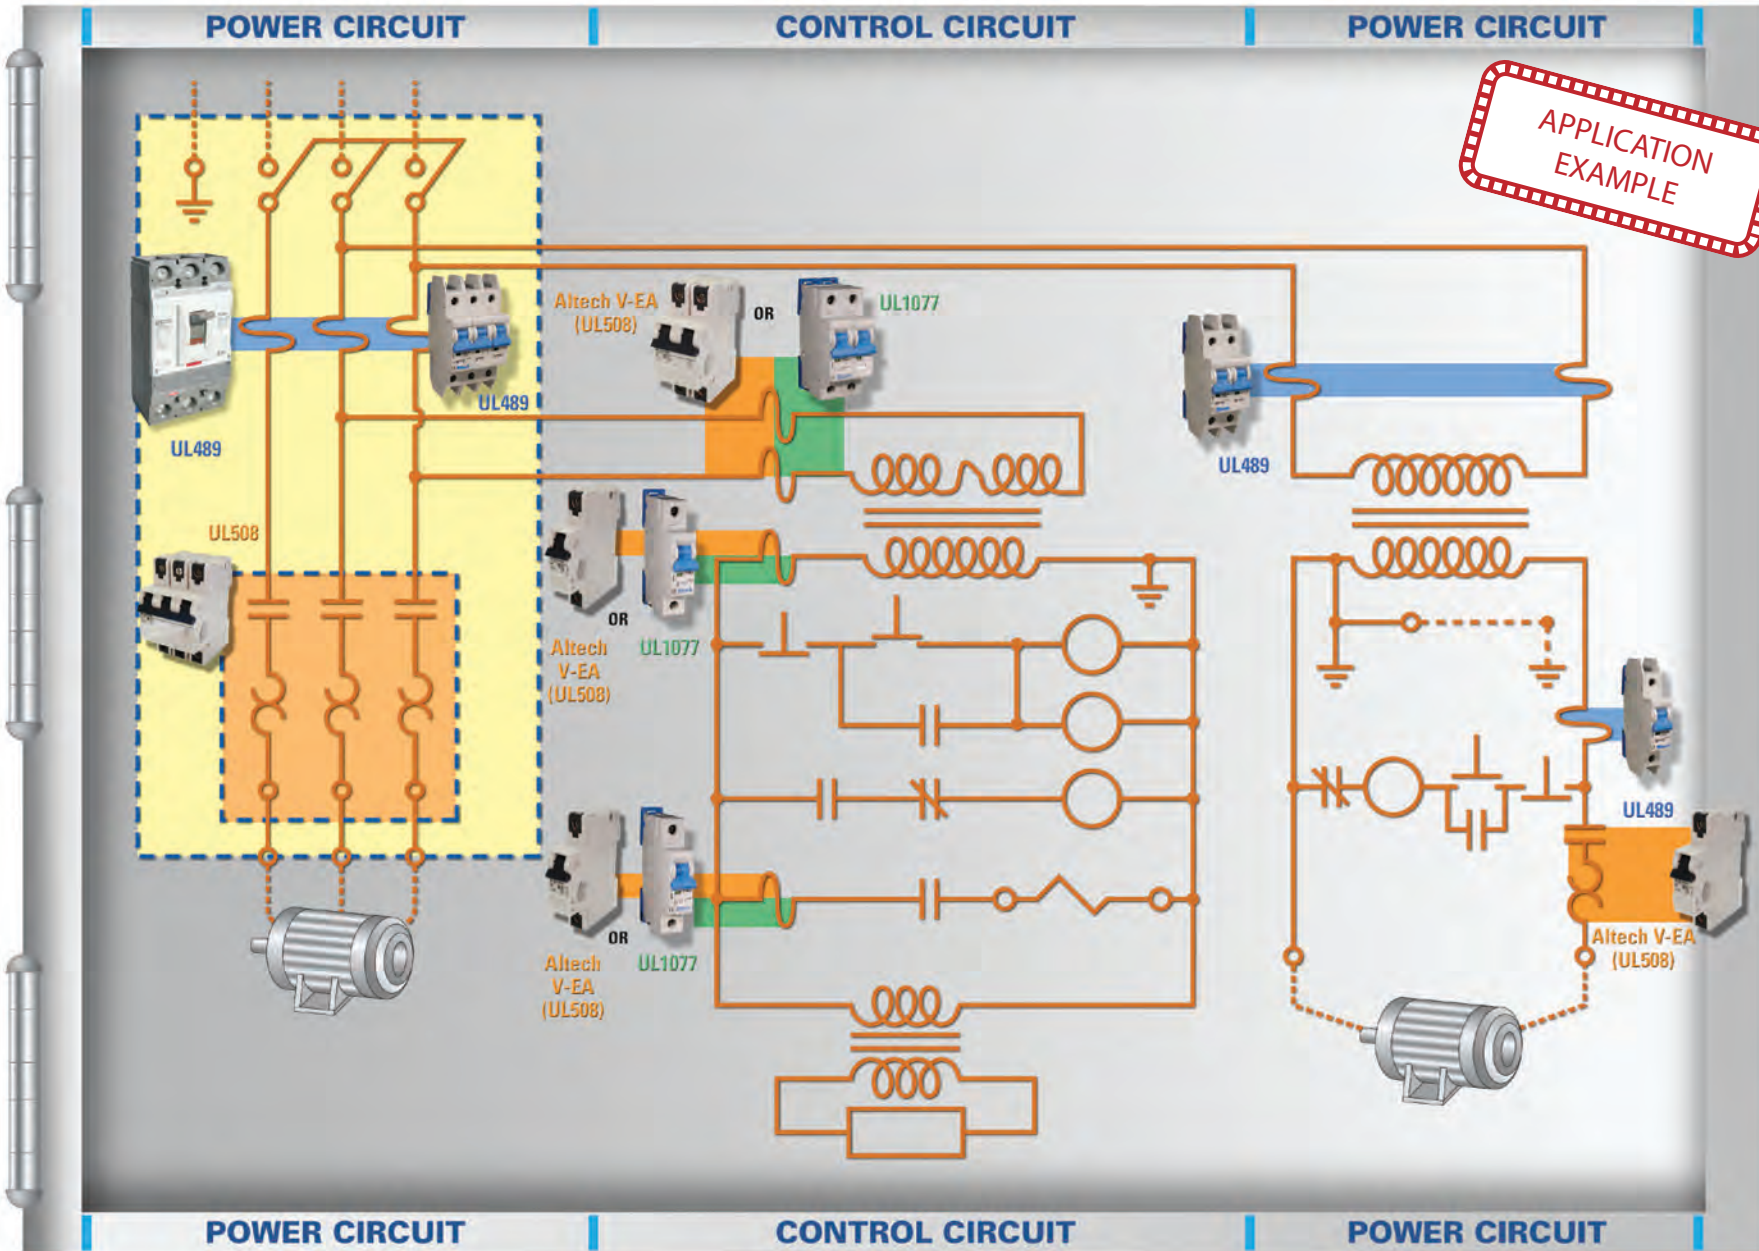 POWER CIRCUIT
CONTROL CIRCUIT
POWER CIRCUIT
APPLICATION
EXAMPLE
Altech V-EA
(UL508)
OR
UL1077
UL489
UL489
UL489
UL508
OR
Altech
V-EA
(UL508)
UL1077
UL489
OR
Altech
V-EA
(UL508)
UL1077
Altech V-EA
(UL508)
POWER CIRCUIT
CONTROL CIRCUIT
POWER CIRCUIT